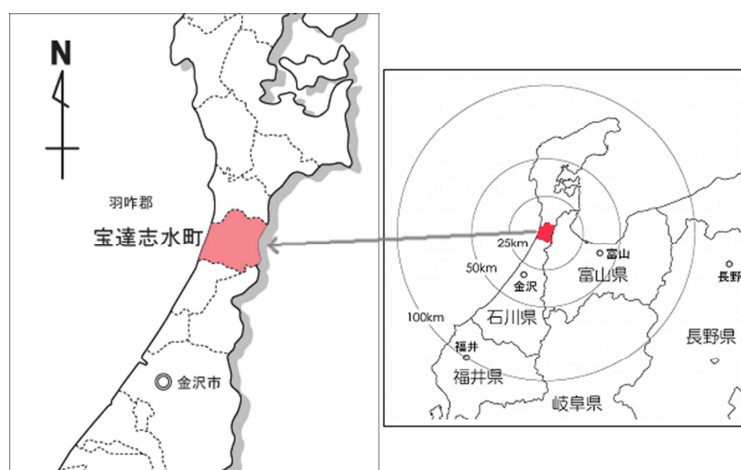 N
羽咋郡
宝達志水町
金沢市
25km
50km
100km
富山
富山県
金沢
石川県
福井
福井県
岐阜県
長野
長野県